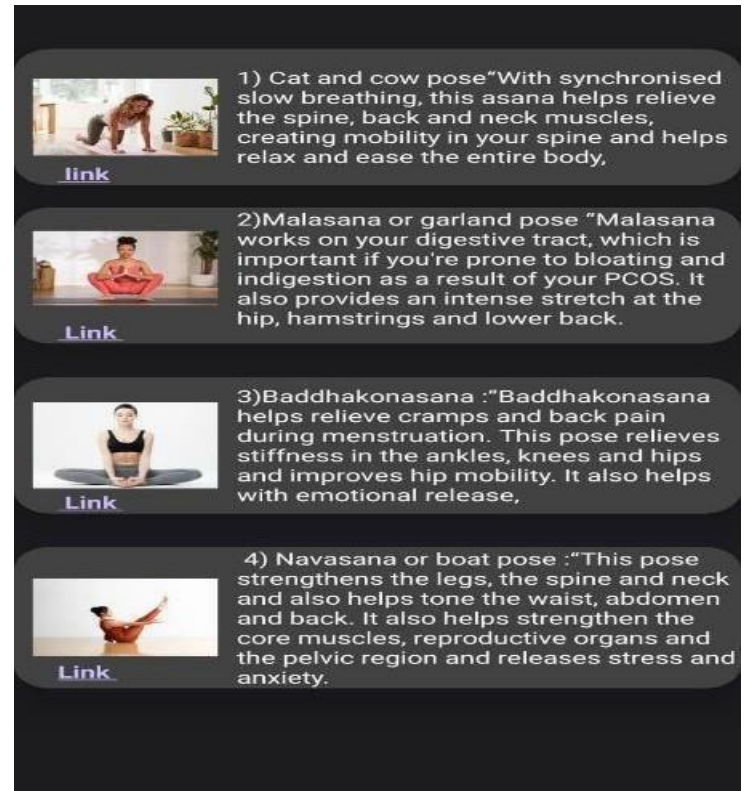 1) Cat and cow pose“With synchronised
slow breathing, this asana helps relieve
the spine, back and neck muscles,
creating mobility in your spine and helps
relax and ease the entire body,
link
2)Malasana or garland pose “Malasana
works on your digestive tract, which is
important if you're prone to bloating and
indigestion as a result of your PCOS. It
also provides an intense stretch at the
hip, hamstrings and lower back.
Link
3)Baddhakonasana :“Baddhakonasana
helps relieve cramps and back pain
during menstruation. This pose relieves
stiffness in the ankles, knees and hips
and improves hip mobility. It also helps
with emotional release,
Link
4) Navasana or boat pose :“This pose
strengthens the legs, the spine and neck
and also helps tone the waist, abdomen
and back. It also helps strengthen the
core muscles, reproductive organs and
the pelvic region and releases stress and
anxiety.
Link